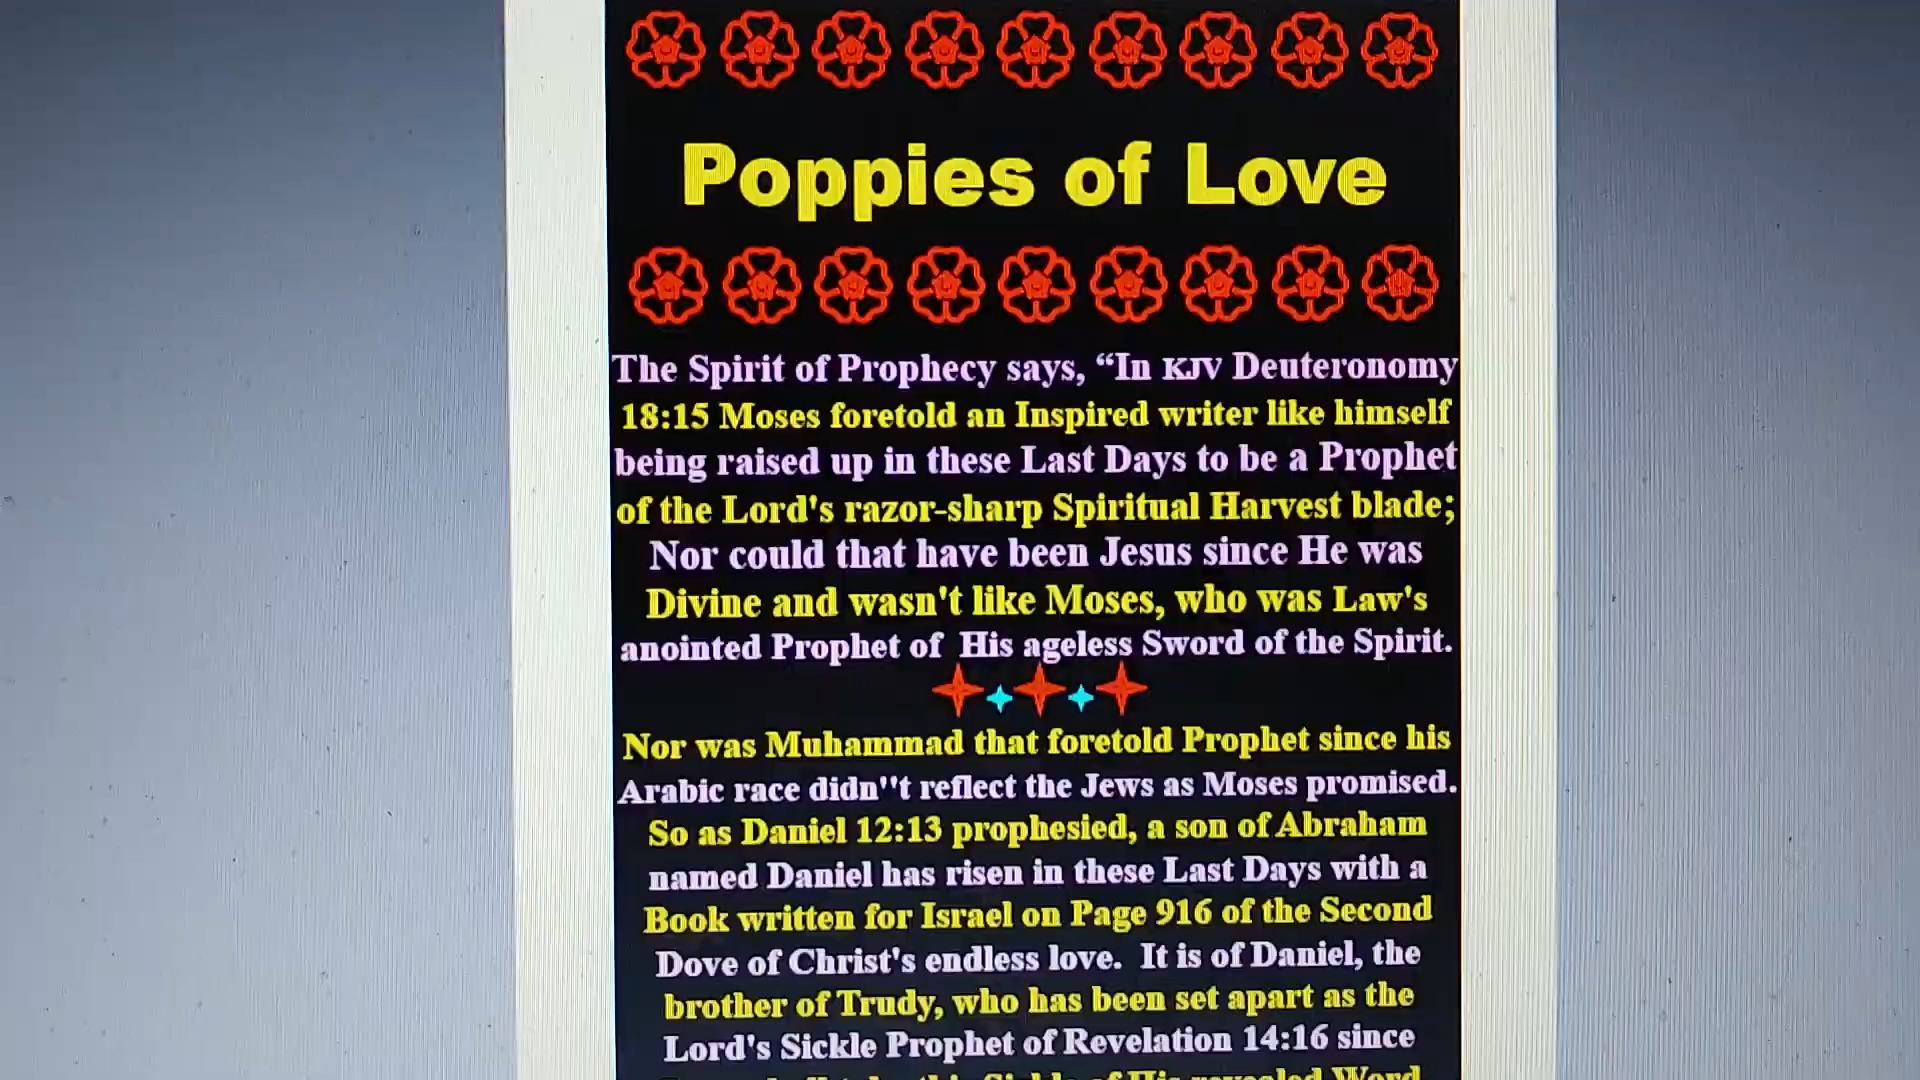 Poppies of Love
The Spirit of Prophecy says, “In KJV Deuteronomy
18:15 Moses foretold an Inspired writer like himself
being raised up in these Last Days to be a Prophet
of the Lord's razor-sharp Spiritual Harvest blade;
Nor could that have been Jesus since He was
Divine and wasn't like Moses, who was Law's
anointed Prophet of His ageless Sword of the Spirit.
Nor was Muhammad that foretold Prophet since his
Arabic race didn''t reflect the Jews as Moses promised.
So as Daniel 12:13 prophesied, a son of Abraham
named Daniel has risen in these Last Days with a
Book written for Israel on Page 916 of the Second
Dove of Christ's endless love. It is of Daniel, the
brother of Trudy, who has been set apart as the
Lord's Sickle Prophet of Revelation 14:16 since
this Sickle of His revealed Word